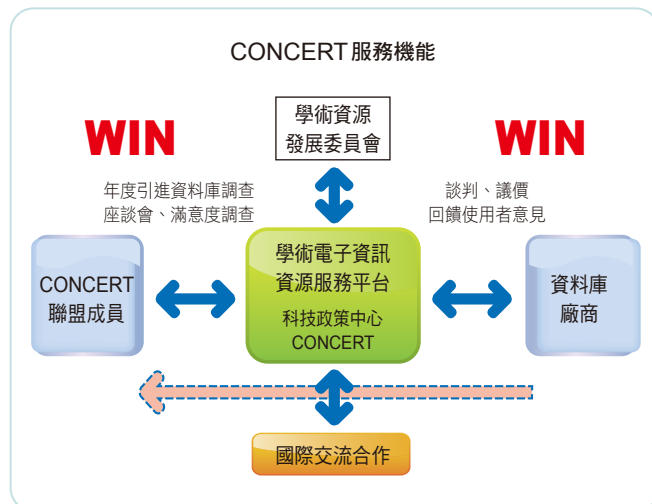 CONCERT服務機能
WIN
WIN
學術資源
發展委員會
年度引進資料庫調查
座談會、滿意度調查
談判、議價
回饋使用者意見
CONCERT
聯盟成員
學術電子資訊
資源服務平台
科技政策中心
CONCERT
資料庫
廠商
國際交流合作